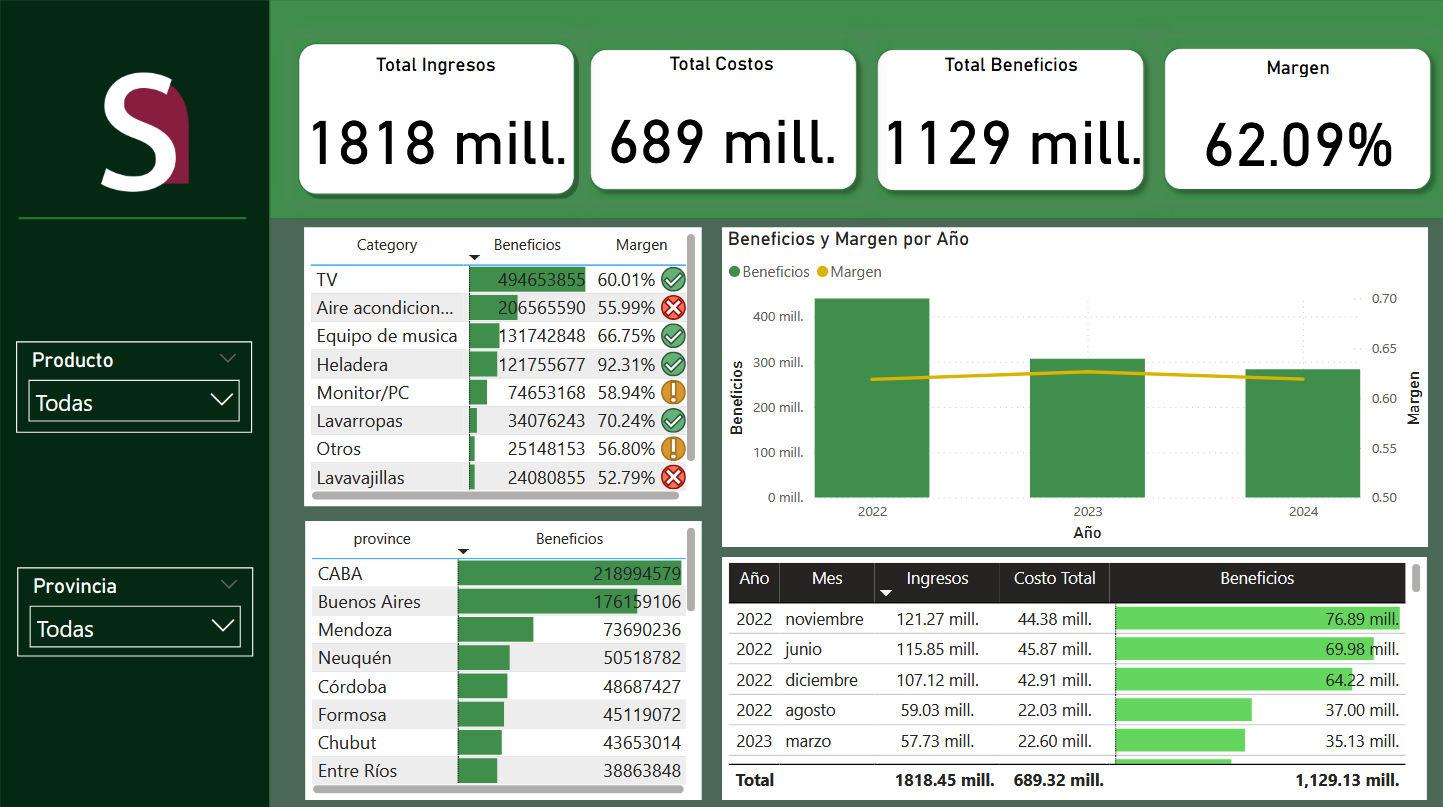 Total Ingresos
1818 mill.
Total Costos
689 mill.
Total Beneficios
1129 mill.
Margen
62.09%
Producto
Todas
Provincia
Todas
Category Beneficios Margen
TV 494653855 60.01%
Aire acondicion... 206565590 55.99%
Equipo de musica 131742848 66.75%
Heladera 121755677 92.31%
Monitor/PC 74653168 58.94%
Lavarropas 34076243 70.24%
Otros 25148153 56.80%
Lavavajillas 24080855 52.79%
province Beneficios
CABA 218994579
Buenos Aires 176159106
Mendoza 73690236
Neuquén 50518782
Córdoba 48687427
Formosa 45119072
Chubut 43653014
Entre Ríos 38863848
Beneficios y Margen por Año
Beneficios Margen
Beneficios
400 mill.
300 mill.
200 mill.
100 mill.
0 mill.
0.70
0.65
0.60
0.55
0.50
Margen
2022 2023 2024
Año
Año Mes Ingresos Costo Total Beneficios
2022 noviembre 121.27 mill. 44.38 mill. 76.89 mill.
2022 junio 115.85 mill. 45.87 mill. 69.98 mill.
2022 diciembre 107.12 mill. 42.91 mill. 64.22 mill.
2022 agosto 59.03 mill. 22.03 mill. 37.00 mill.
2023 marzo 57.73 mill. 22.60 mill. 35.13 mill.
Total 1818.45 mill. 689.32 mill. 1,129.13 mill.